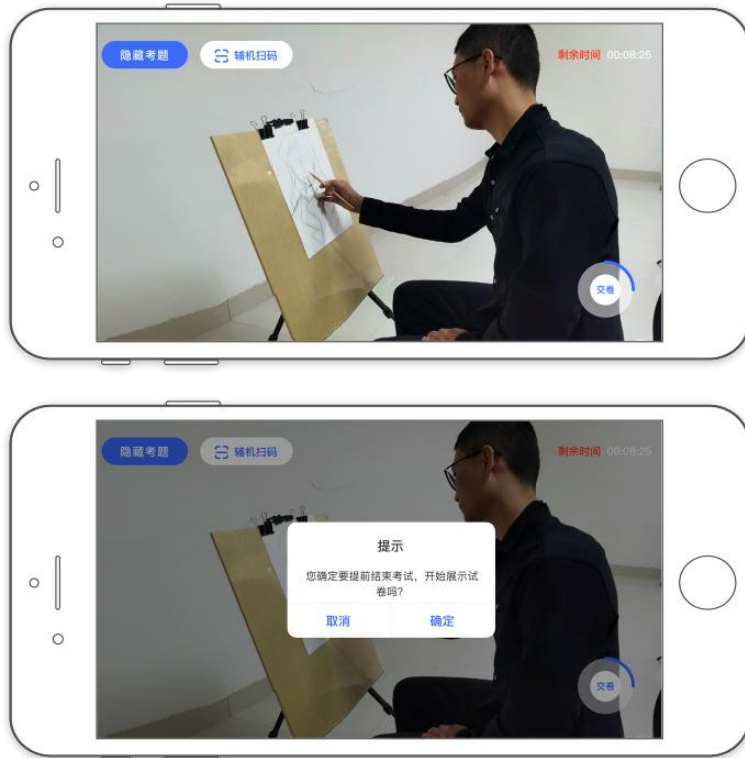 隐藏考题
辅机扫码
剩余时间 00:08:25
交卷
隐藏考题
辅机扫码
剩余时间 00:08:25
提示
您确定要提前结束考试，开始展示试
卷吗?
取消
确定
交卷